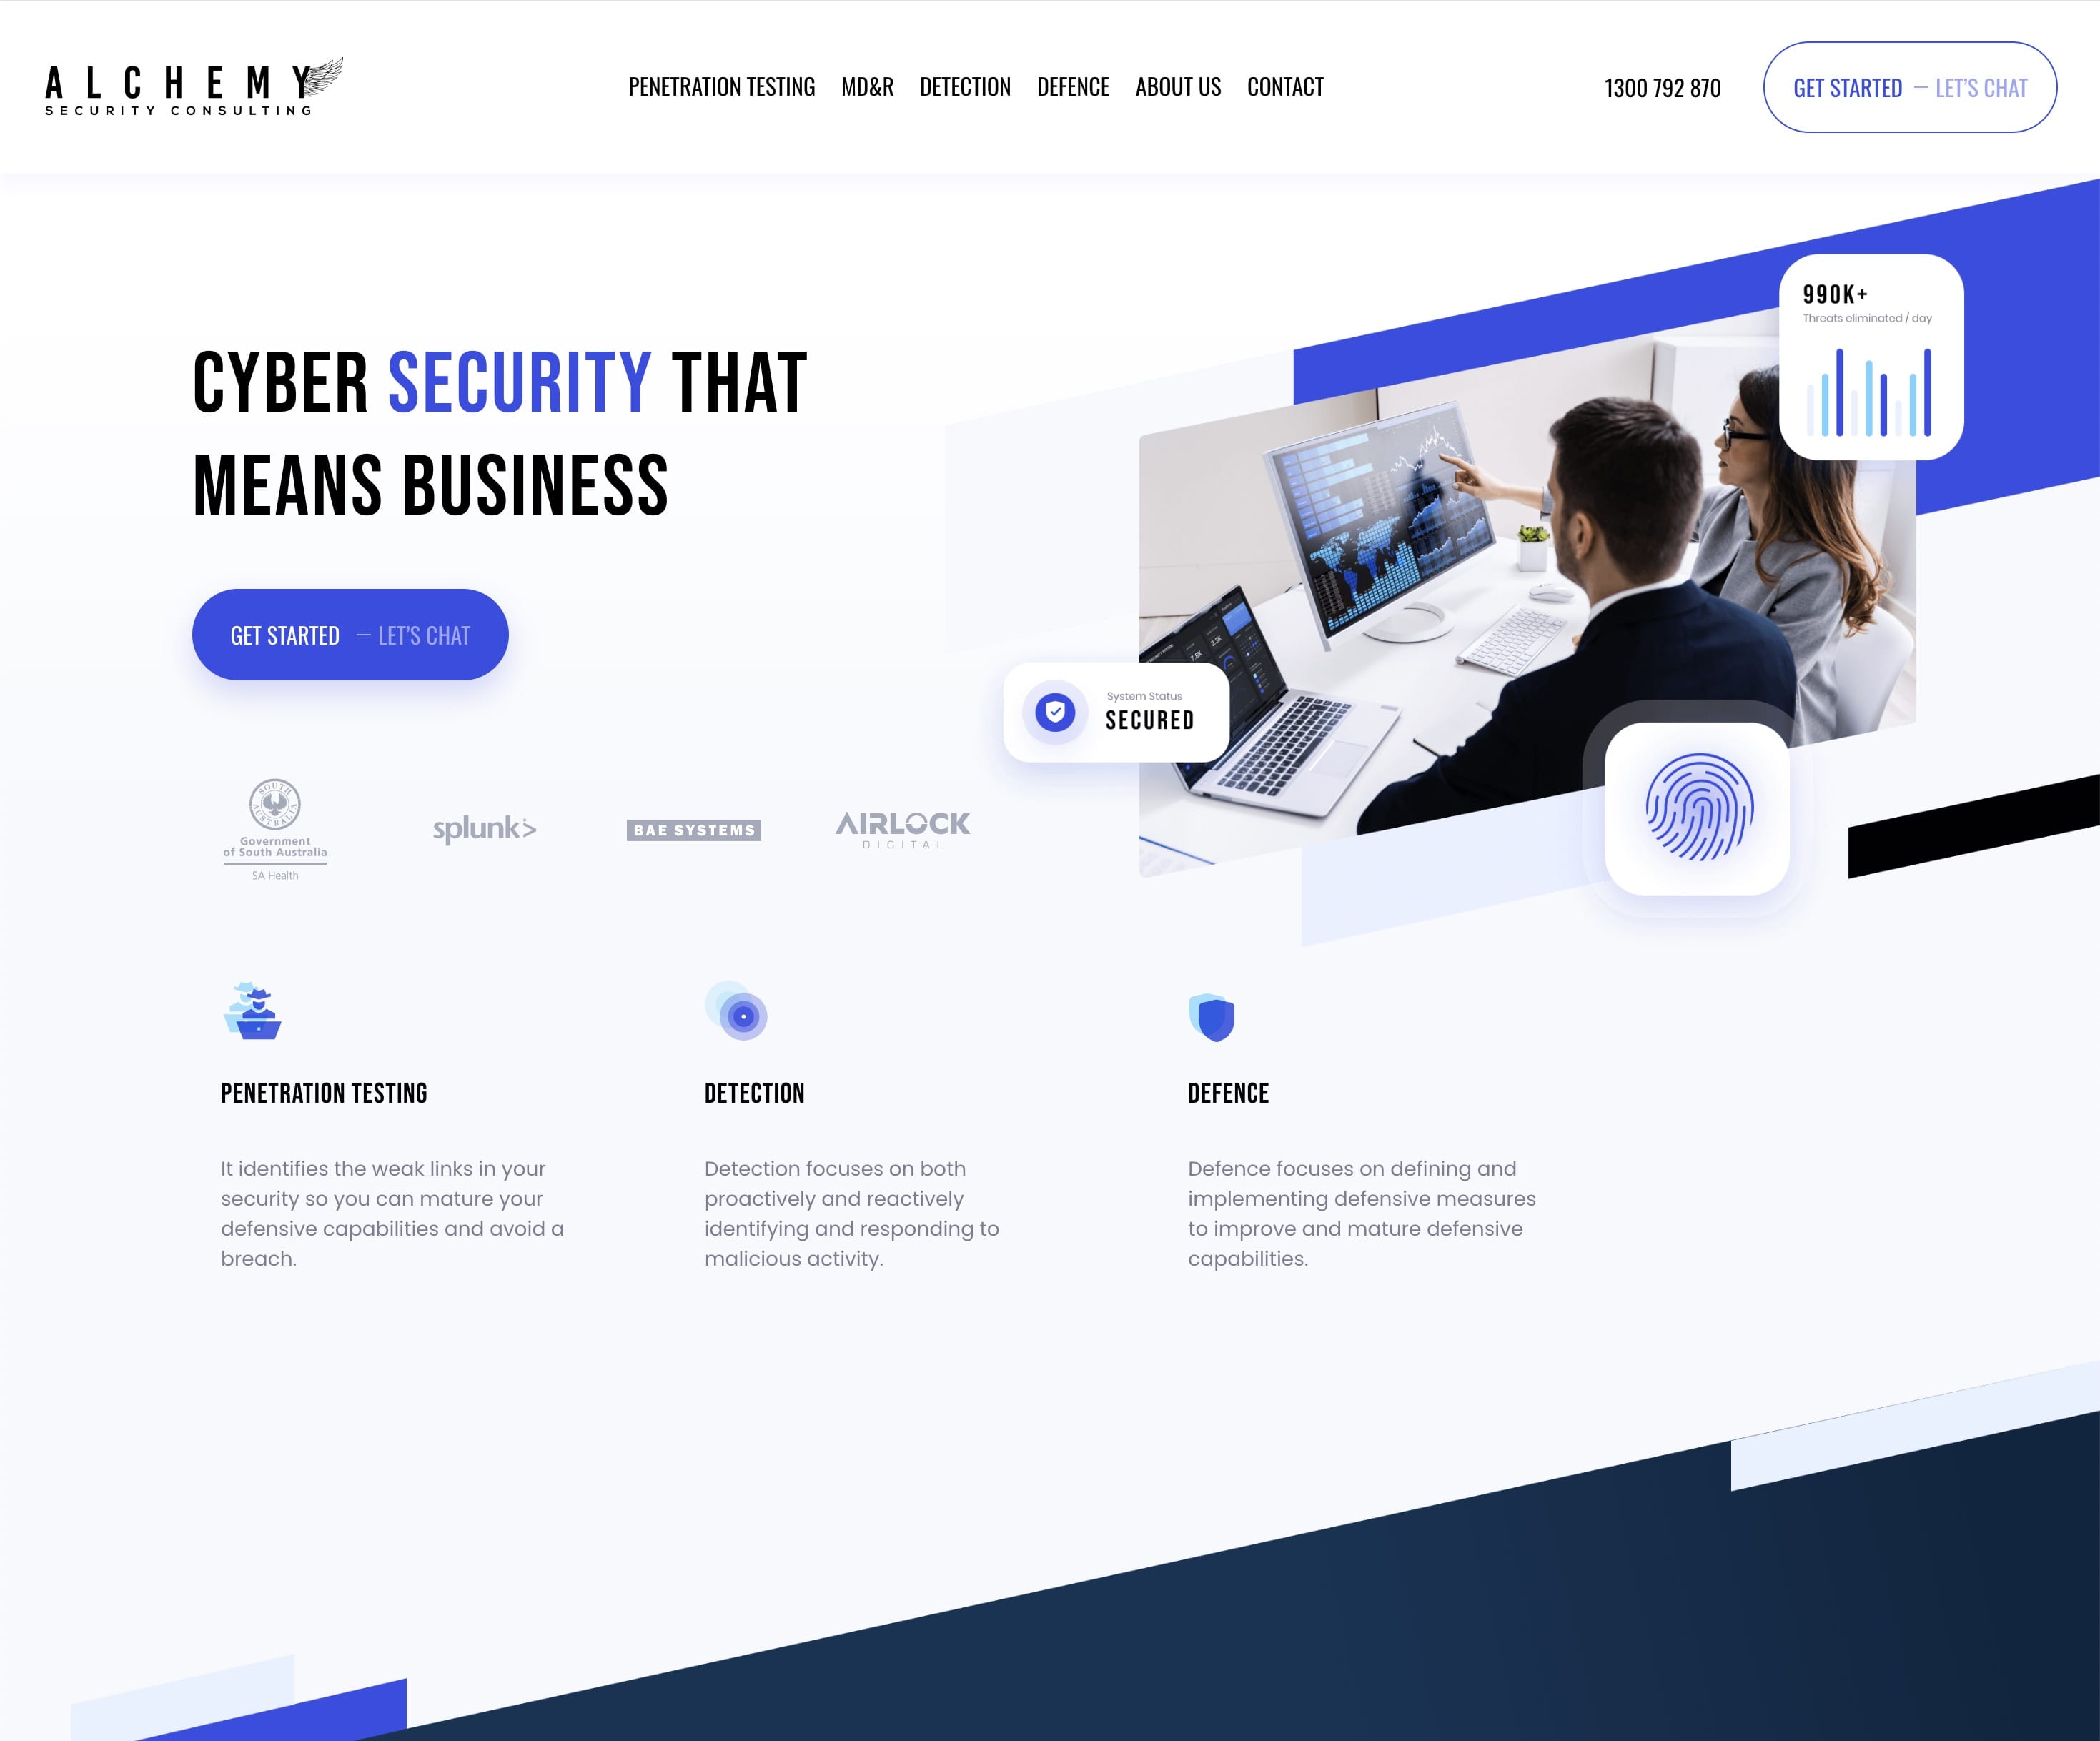 ALCHEMY
SECURITY CONSULTING
PENETRATION TESTING MD&R DETECTION DEFENCE ABOUT US CONTACT
1300 792 870
GET STARTED — LET'S CHAT
CYBER SECURITY THAT
MEANS BUSINESS
GET STARTED — LET'S CHAT
990K+
Threats eliminated / day
System Status
SECURED
SOUTH AUSTRALIA
Government
of South Australia
SA Health
splunk>
BAE SYSTEMS
AIRLOCK
DIGITAL
PENETRATION TESTING
It identifies the weak links in your
security so you can mature your
defensive capabilities and avoid a
breach.
DETECTION
Detection focuses on both
proactively and reactively
identifying and responding to
malicious activity.
DEFENCE
Defence focuses on defining and
implementing defensive measures
to improve and mature defensive
capabilities.